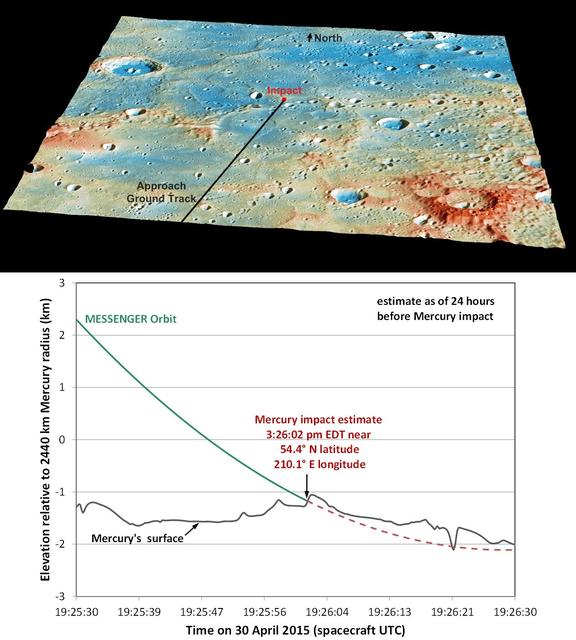 North
Impact
Approach
Ground Track
3
2
1
0
-1
-2
-3
Elevation relative to 2440 km Mercury radius (km)
MESSENGER Orbit
estimate as of 24 hours
before Mercury impact
Mercury impact estimate
3:26:02 pm EDT near
54.4° N latitude
210.1° E longitude
Mercury's surface
19:25:30 19:25:39 19:25:47 19:25:56 19:26:04 19:26:13 19:26:21 19:26:30
Time on 30 April 2015 (spacecraft UTC)